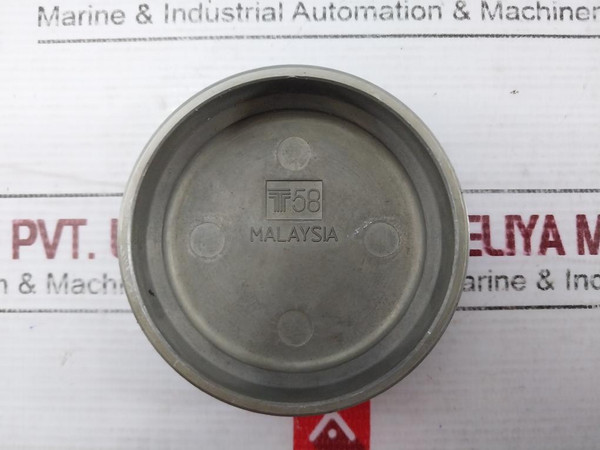 Marine & Industrial Automation & Machiner
T58
MALAYSIA
PVT. ELIYA M
n & Machi arine & Ind